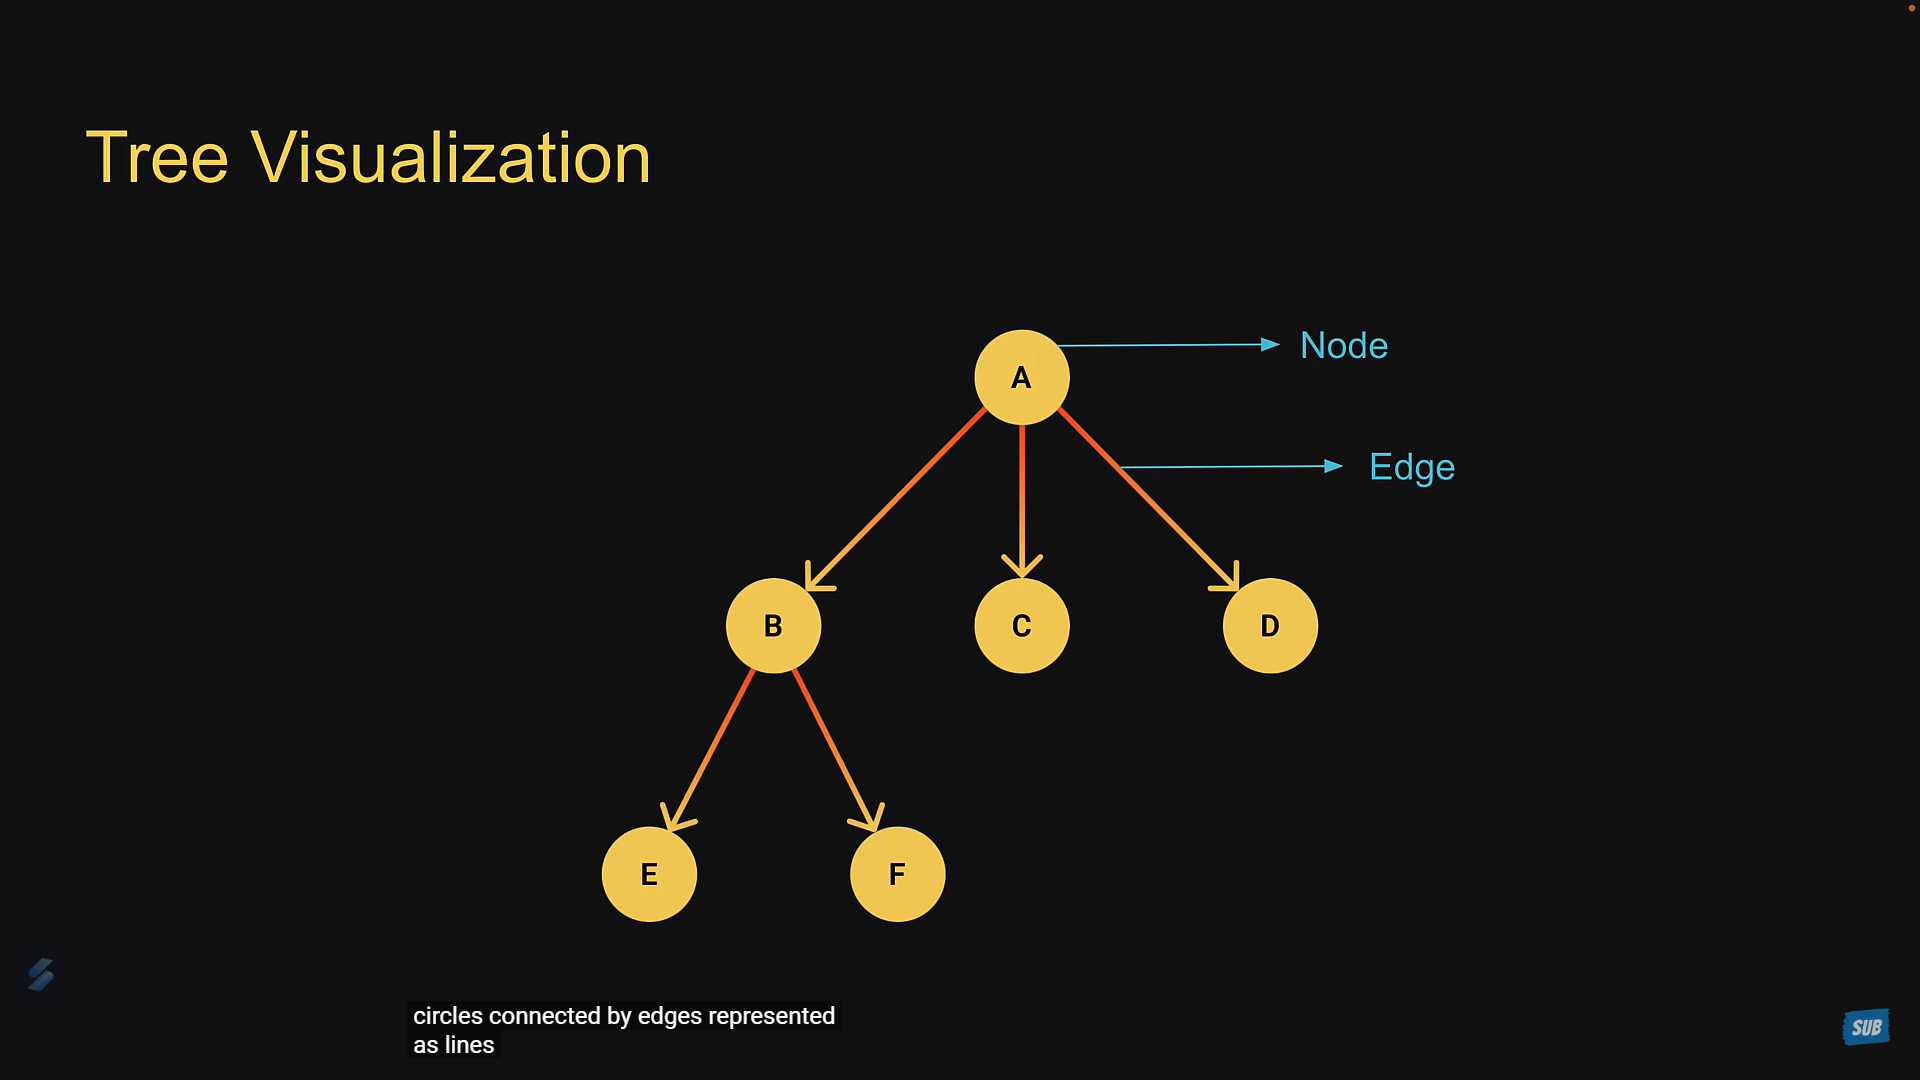 Tree Visualization
A
Node
Edge
B
C
D
E
F
circles connected by edges represented
as lines
SUB